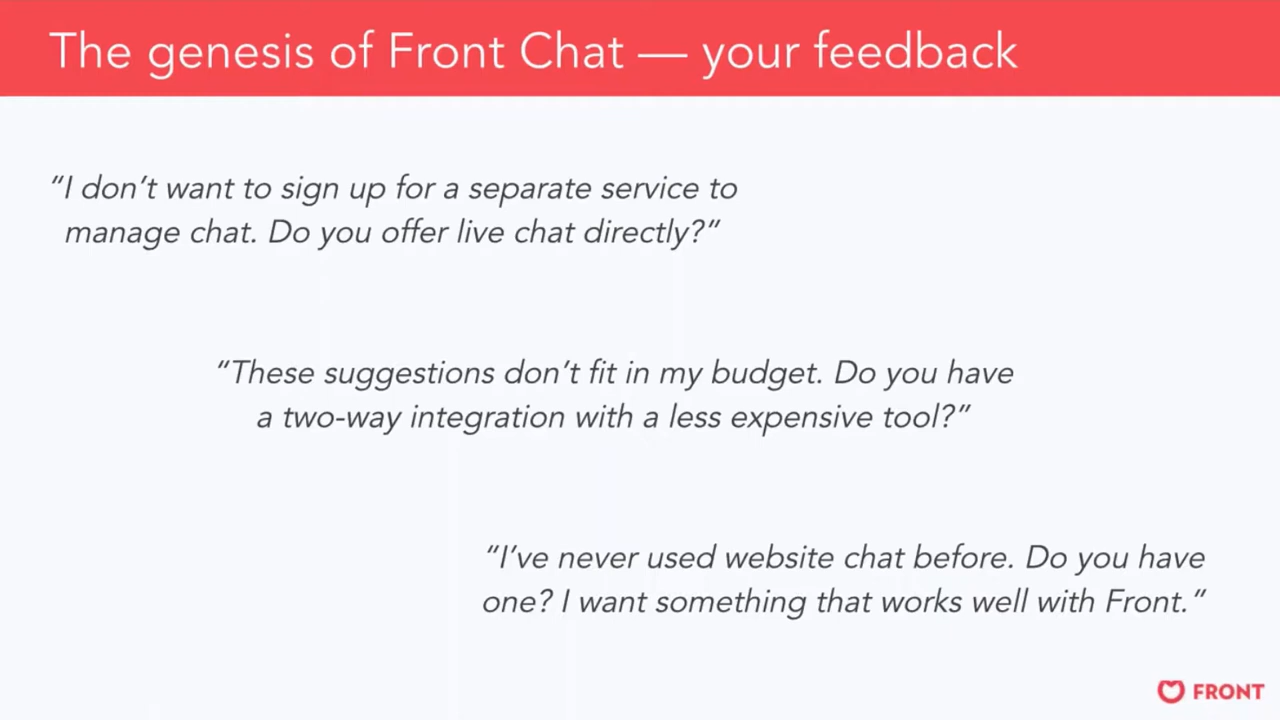 The genesis of Front Chat — your feedback
“I don’t want to sign up for a separate service to
manage chat. Do you offer live chat directly?”
“These suggestions don’t fit in my budget. Do you have
a two-way integration with a less expensive tool?”
“I’ve never used website chat before. Do you have
one? I want something that works well with Front.“
FRONT